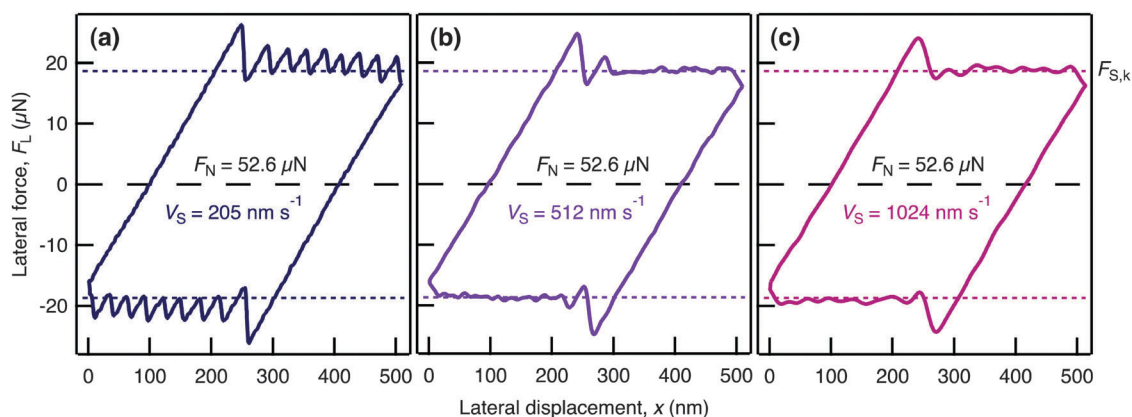 (a)
(b)
(c)
20
10
0
-10
-20
Lateral force, F_L (µN)
F_N = 52.6 µN
V_S = 205 nm s⁻¹
F_N = 52.6 µN
V_S = 512 nm s⁻¹
F_N = 52.6 µN
V_S = 1024 nm s⁻¹
F_S,k
0 100 200 300 400 500
0 100 200 300 400 500
0 100 200 300 400 500
Lateral displacement, x (nm)